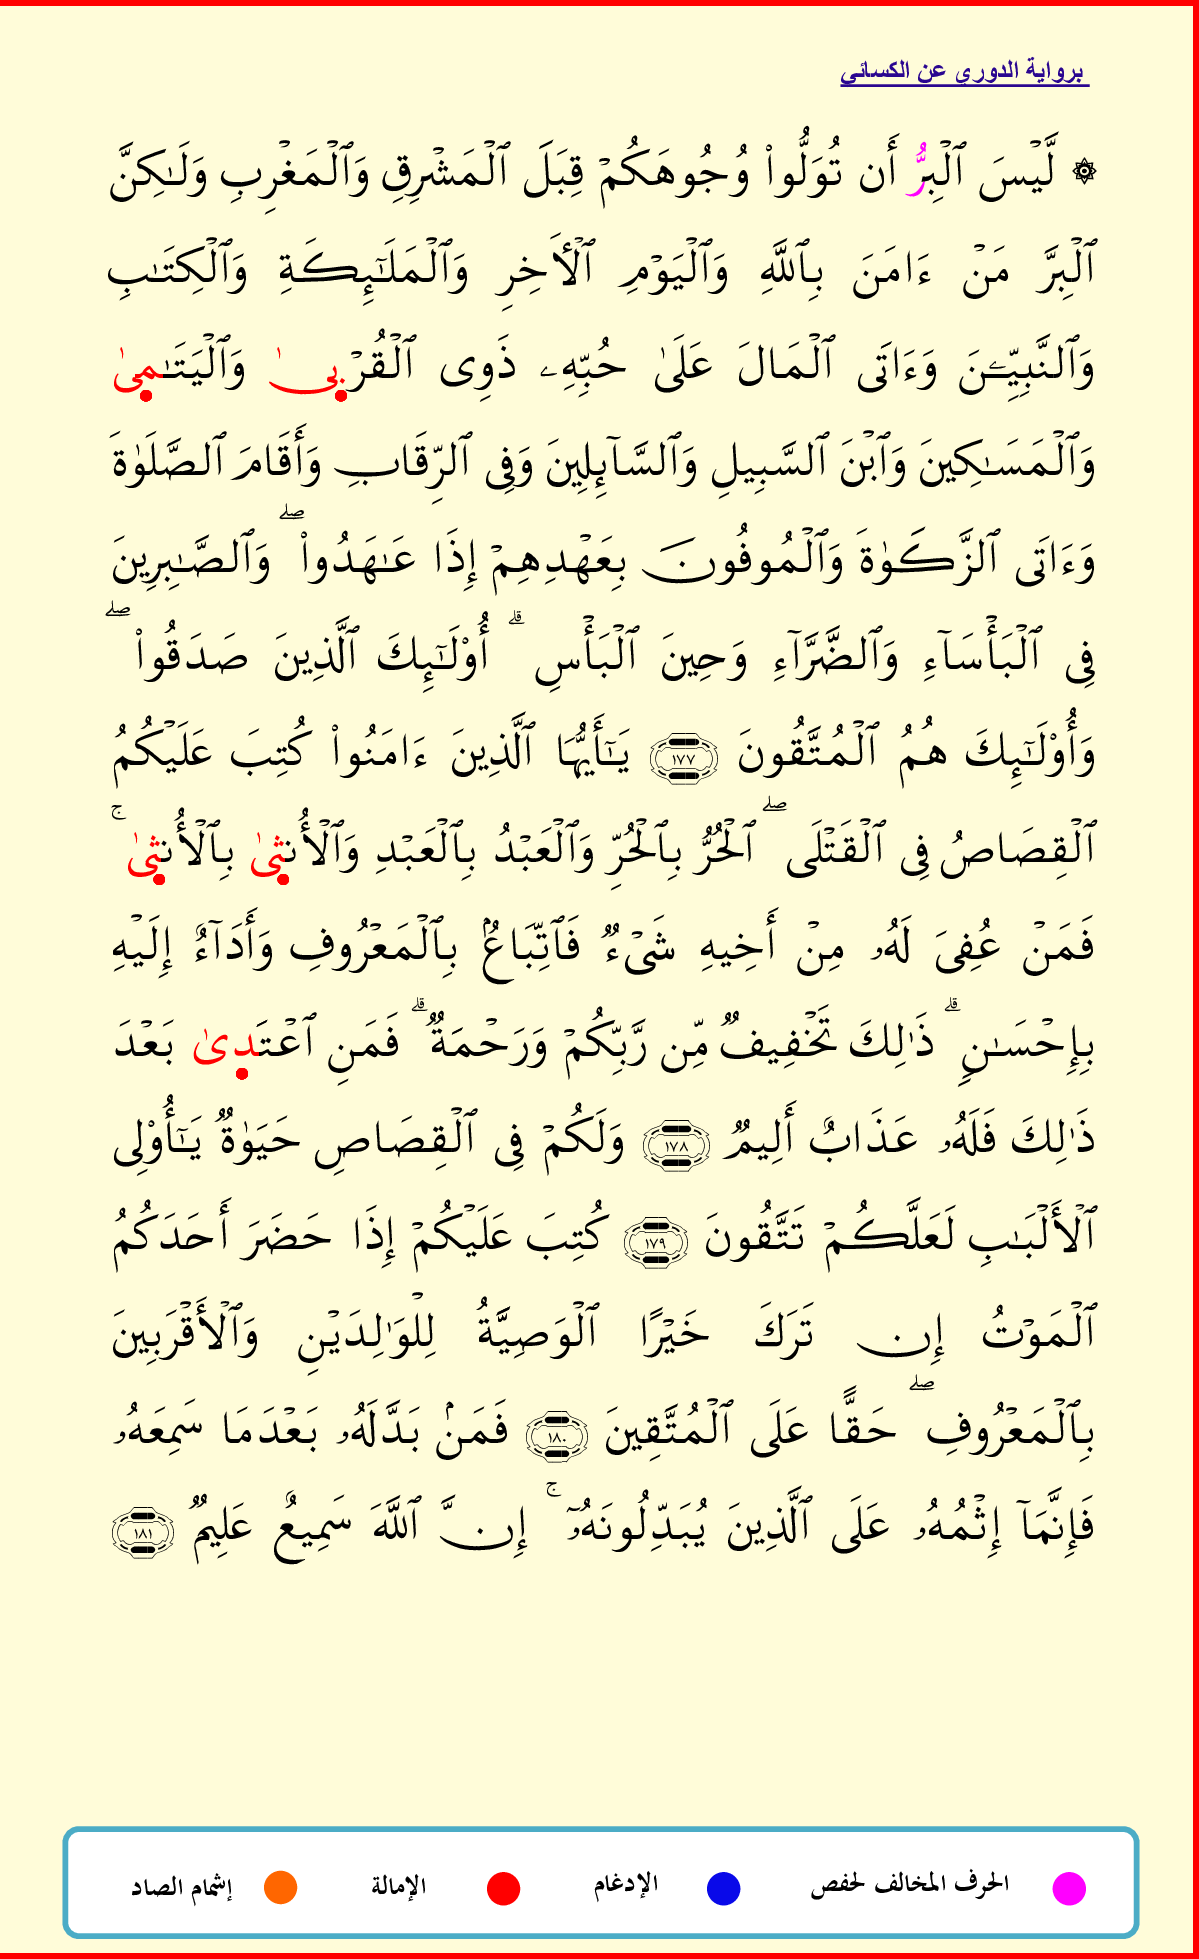 برواية الدوري عن الكسائي
۞ لَّيۡسَ ٱلۡبِرُّ أَن تُوَلُّواْ وُجُوهَكُمۡ قِبَلَ ٱلۡمَشۡرِقِ وَٱلۡمَغۡرِبِ وَلَٰكِنَّ
ٱلۡبِرَّ مَنۡ ءَامَنَ بِٱللَّهِ وَٱلۡيَوۡمِ ٱلۡأٓخِرِ وَٱلۡمَلَٰٓئِكَةِ وَٱلۡكِتَٰبِ
وَٱلنَّبِيِّـۧنَ وَءَاتَى ٱلۡمَالَ عَلَىٰ حُبِّهِۦ ذَوِى ٱلۡقُرۡبىٰ وَٱلۡيَتَٰمىٰ
وَٱلۡمَسَٰكِينَ وَٱبۡنَ ٱلسَّبِيلِ وَٱلسَّآئِلِينَ وَفِى ٱلرِّقَابِ وَأَقَامَ ٱلصَّلَوٰةَ
وَءَاتَى ٱلزَّكَوٰةَ وَٱلۡمُوفُونَ بِعَهۡدِهِمۡ إِذَا عَٰهَدُواْۖ وَٱلصَّٰبِرِينَ
فِى ٱلۡبَأۡسَآءِ وَٱلضَّرَّآءِ وَحِينَ ٱلۡبَأۡسِۗ أُوْلَٰٓئِكَ ٱلَّذِينَ صَدَقُواْۖ
وَأُوْلَٰٓئِكَ هُمُ ٱلۡمُتَّقُونَ ١٧٧ يَٰٓأَيُّهَا ٱلَّذِينَ ءَامَنُواْ كُتِبَ عَلَيۡكُمُ
ٱلۡقِصَاصُ فِى ٱلۡقَتۡلَىۖ ٱلۡحُرُّ بِٱلۡحُرِّ وَٱلۡعَبۡدُ بِٱلۡعَبۡدِ وَٱلۡأُنثىٰ بِٱلۡأُنثىٰۚ
فَمَنۡ عُفِىَ لَهُۥ مِنۡ أَخِيهِ شَىۡءٞ فَٱتِّبَاعُۢ بِٱلۡمَعۡرُوفِ وَأَدَآءٌ إِلَيۡهِ
بِإِحۡسَٰنٖۗ ذَٰلِكَ تَخۡفِيفٞ مِّن رَّبِّكُمۡ وَرَحۡمَةٞۗ فَمَنِ ٱعۡتَدىٰ بَعۡدَ
ذَٰلِكَ فَلَهُۥ عَذَابٌ أَلِيمٞ ١٧٨ وَلَكُمۡ فِى ٱلۡقِصَاصِ حَيَوٰةٞ يَٰٓأُوْلِى
ٱلۡأَلۡبَٰبِ لَعَلَّكُمۡ تَتَّقُونَ ١٧٩ كُتِبَ عَلَيۡكُمۡ إِذَا حَضَرَ أَحَدَكُمُ
ٱلۡمَوۡتُ إِن تَرَكَ خَيۡرًا ٱلۡوَصِيَّةُ لِلۡوَٰلِدَيۡنِ وَٱلۡأَقۡرَبِينَ
بِٱلۡمَعۡرُوفِۖ حَقًّا عَلَى ٱلۡمُتَّقِينَ ١٨٠ فَمَنۢ بَدَّلَهُۥ بَعۡدَمَا سَمِعَهُۥ
فَإِنَّمَآ إِثۡمُهُۥ عَلَى ٱلَّذِينَ يُبَدِّلُونَهُۥٓۚ إِنَّ ٱللَّهَ سَمِيعٌ عَلِيمٞ ١٨١
الحرف المخالف لحفص الإدغام الإمالة إشمام الصاد